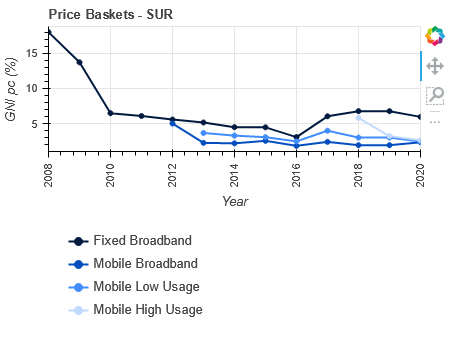 Price Baskets - SUR
GNI pc (%)
15
10
5
2008
2010
2012
2014
2016
2018
2020
Year
Fixed Broadband
Mobile Broadband
Mobile Low Usage
Mobile High Usage